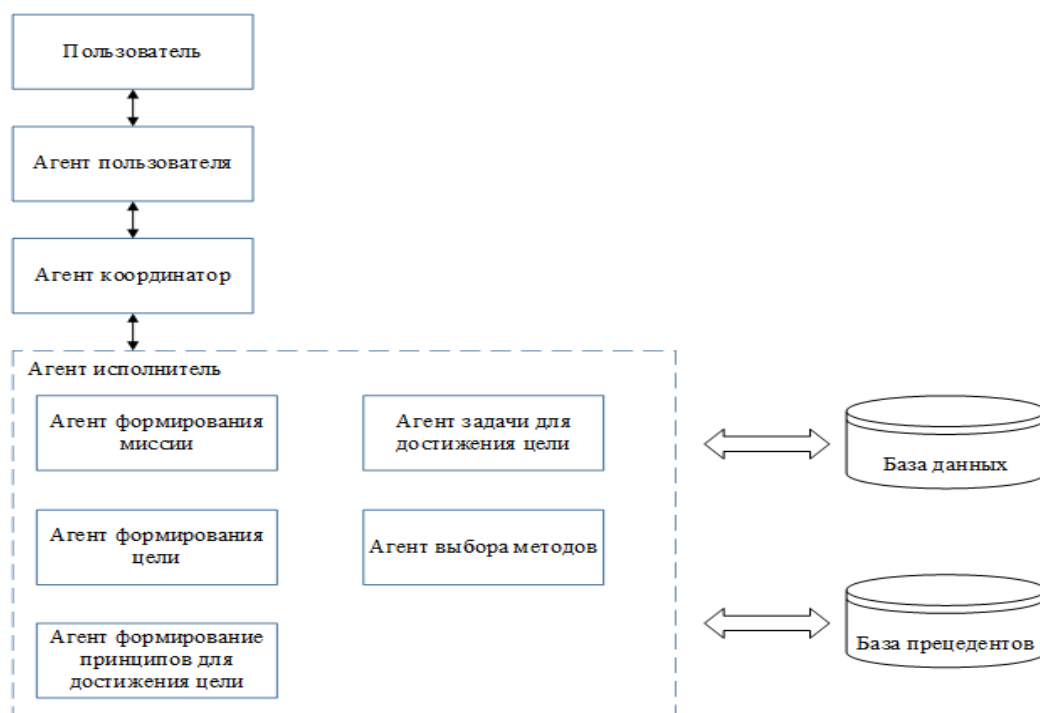 Пользователь
Агент пользователя
Агент координатор
Агент исполнитель
Агент формирования
миссии
Агент задачи для
достижения цели
База данных
Агент формирования
цели
Агент выбора методов
Агент формирование
принципов для
достижения цели
База прецедентов